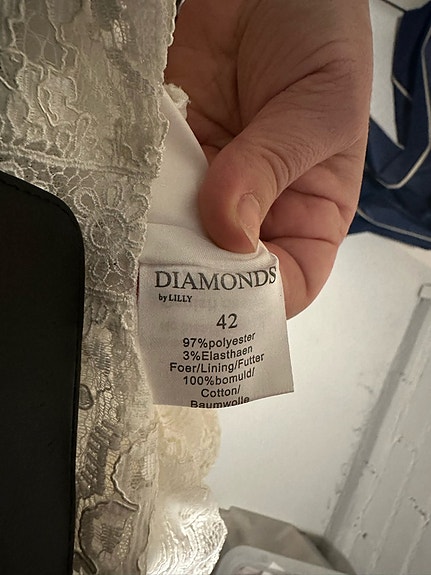 DIAMONDS
by LILLY
42
97%polyester
3%Elasthaen
Foer/Lining/Futter
100%bomuld/
Cotton/
Baumwolle